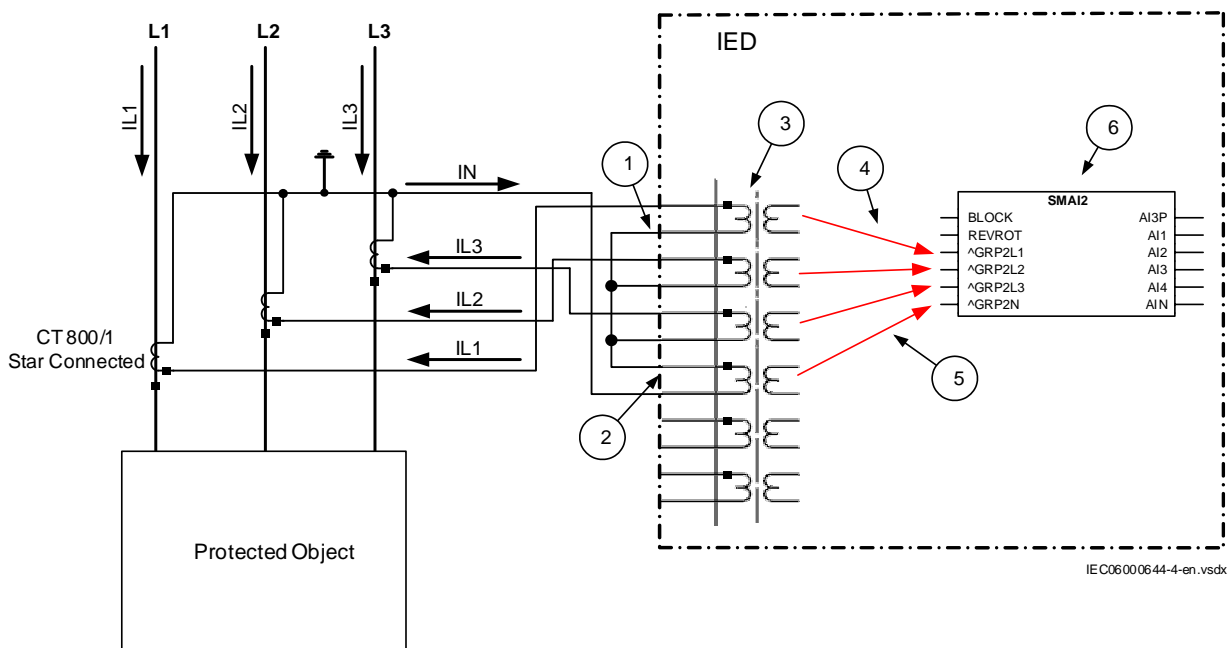 L1
L2
L3
IL1
IL2
IL3
IN
IL3
IL2
IL1
CT 800/1
Star Connected
Protected Object
IED
1
2
3
4
5
6
SMAI2
BLOCK
REVROT
^GRP2L1
^GRP2L2
^GRP2L3
^GRP2N
AI3P
AI1
AI2
AI3
AI4
AIN
IEC06000644-4-en.vsdx